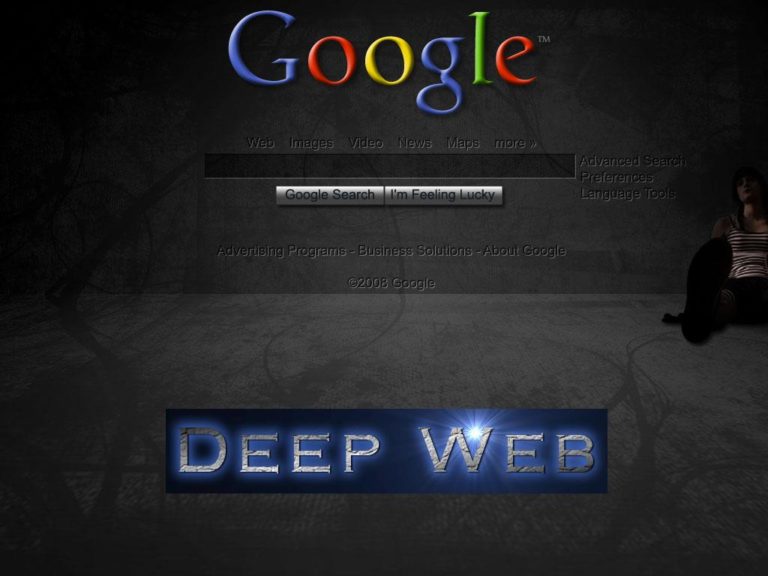 Google™
Web Images Video News Maps more »
Advanced Search
Preferences
Language Tools
Google Search I'm Feeling Lucky
Advertising Programs - Business Solutions - About Google
©2008 Google
DEEP WEB